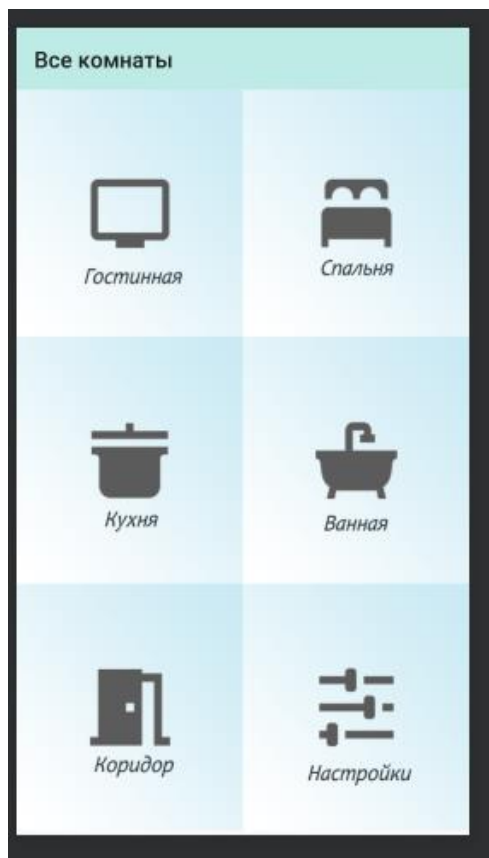 Все комнаты
Гостинная
Спальня
Кухня
Ванная
Коридор
Настройки